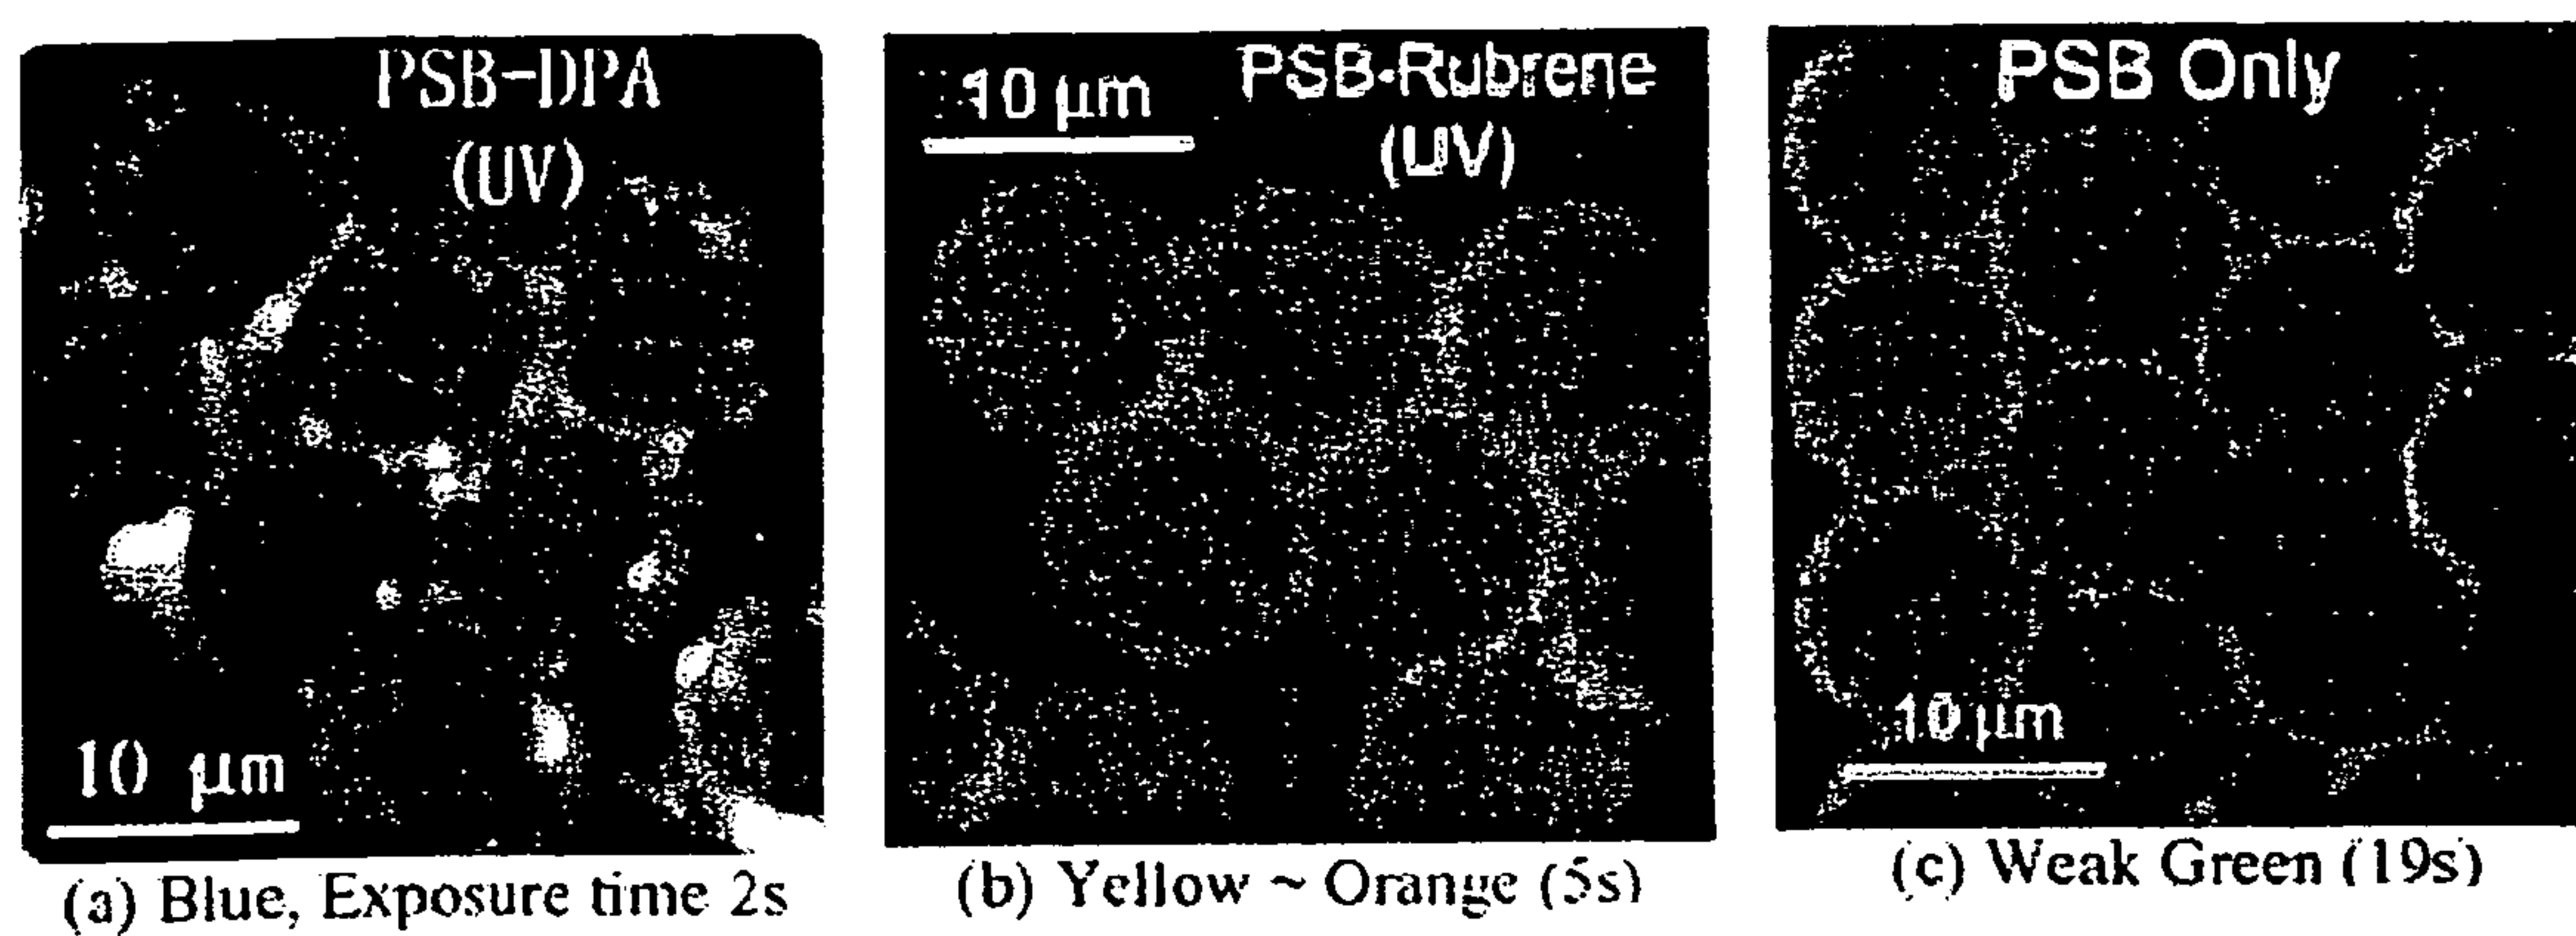 PSB-DPA
(UV)
10 μm
(a) Blue, Exposure time 2s
10 μm
PSB-Rubrene
(UV)
(b) Yellow ~ Orange (5s)
PSB Only
10 μm
(c) Weak Green (19s)